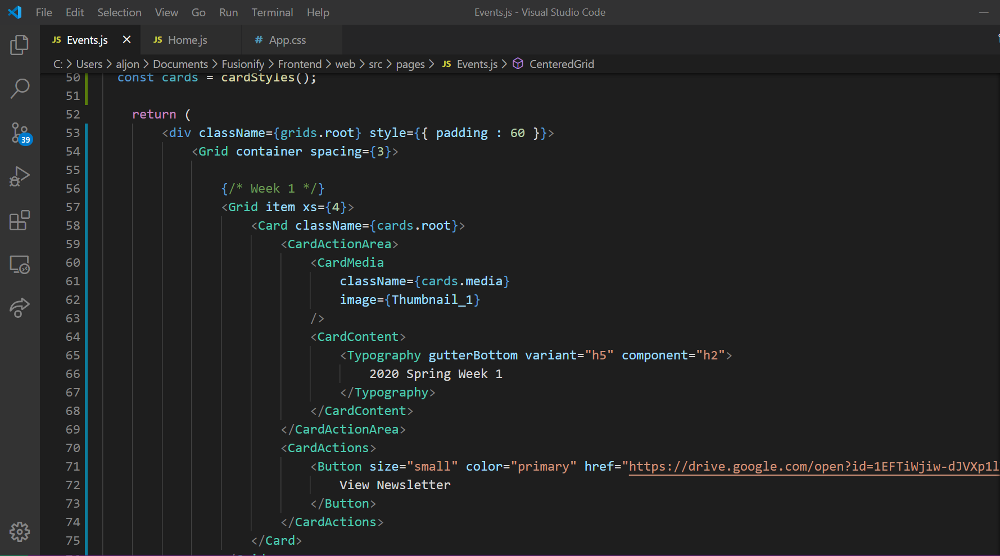 File Edit Selection View Go Run Terminal Help Events.js - Visual Studio Code
JS Events.js × JS Home.js # App.css
C: > Users > aljon > Documents > Fusionify > Frontend > web > src > pages > JS Events.js > CenteredGrid
50 const cards = cardStyles();
51
52 return (
53 <div className={grids.root} style={{ padding : 60 }}>
54 <Grid container spacing={3}>
55
56 {/* Week 1 */}
57 <Grid item xs={4}>
58 <Card className={cards.root}>
59 <CardActionArea>
60 <CardMedia
61 className={cards.media}
62 image={Thumbnail_1}
63 />
64 <CardContent>
65 <Typography gutterBottom variant="h5" component="h2">
66 2020 Spring Week 1
67 </Typography>
68 </CardContent>
69 </CardActionArea>
70 <CardActions>
71 <Button size="small" color="primary" href="https://drive.google.com/open?id=1EFTiWjiw-dJVXp1l
72 View Newsletter
73 </Button>
74 </CardActions>
75 </Card>
39